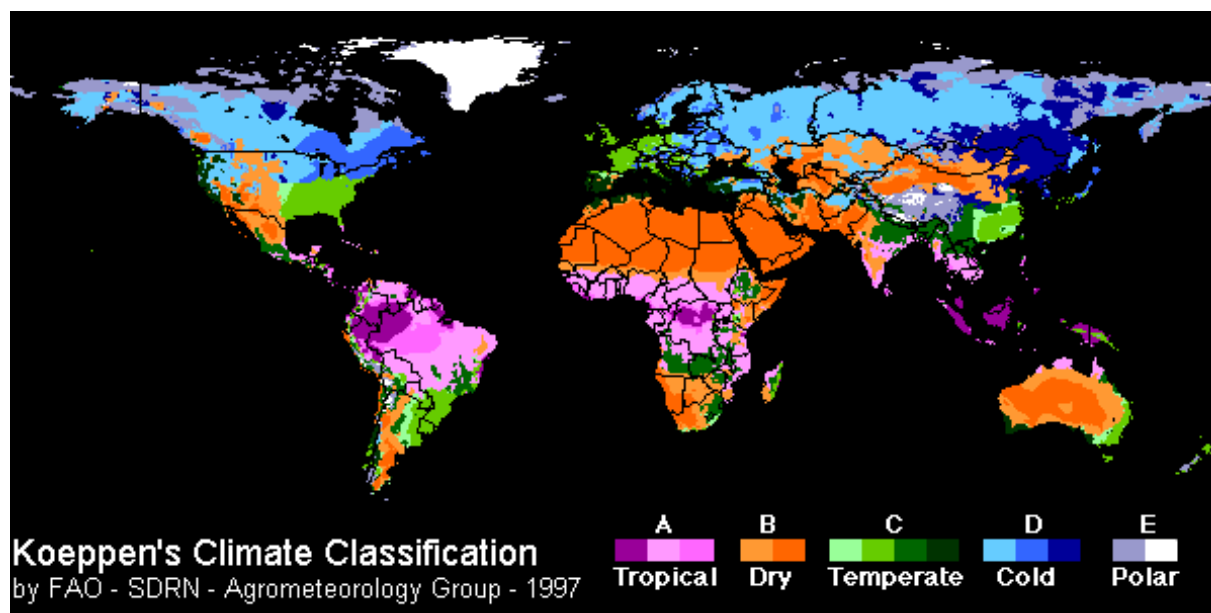 A B C D E
Tropical Dry Temperate Cold Polar
Koeppen's Climate Classification
by FAO - SDRN - Agrometeorology Group - 1997